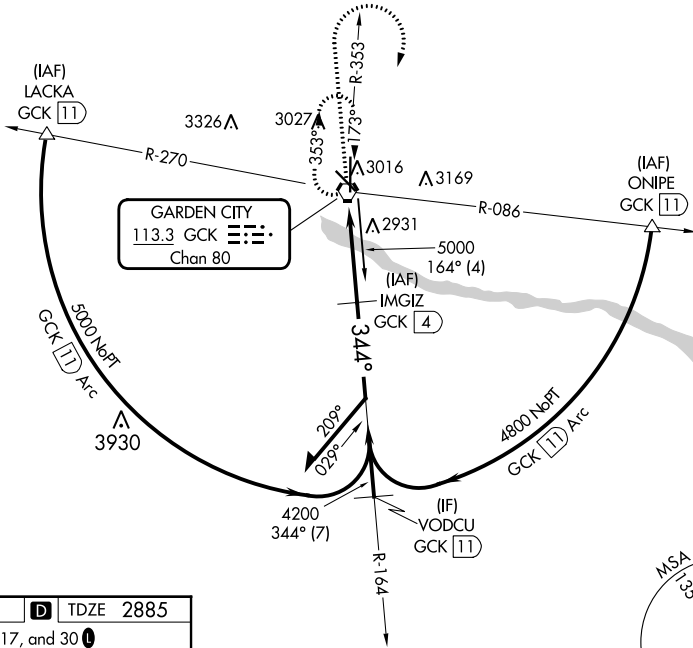 (IAF)
LACKA
GCK 11
R-353
3326
3027
353°
173°
3016
3169
(IAF)
ONIPE
GCK 11
R-270
R-086
GARDEN CITY
113.3 GCK
Chan 80
2931
5000
164° (4)
(IAF)
IMGIZ
GCK 4
344°
5000 NoPT
GCK 11 Arc
3930
209°
029°
4800 NoPT
GCK 11 Arc
4200
344° (7)
(IF)
VODCU
GCK 11
R-164
MSA
135
D TDZE 2885
17, and 30 L